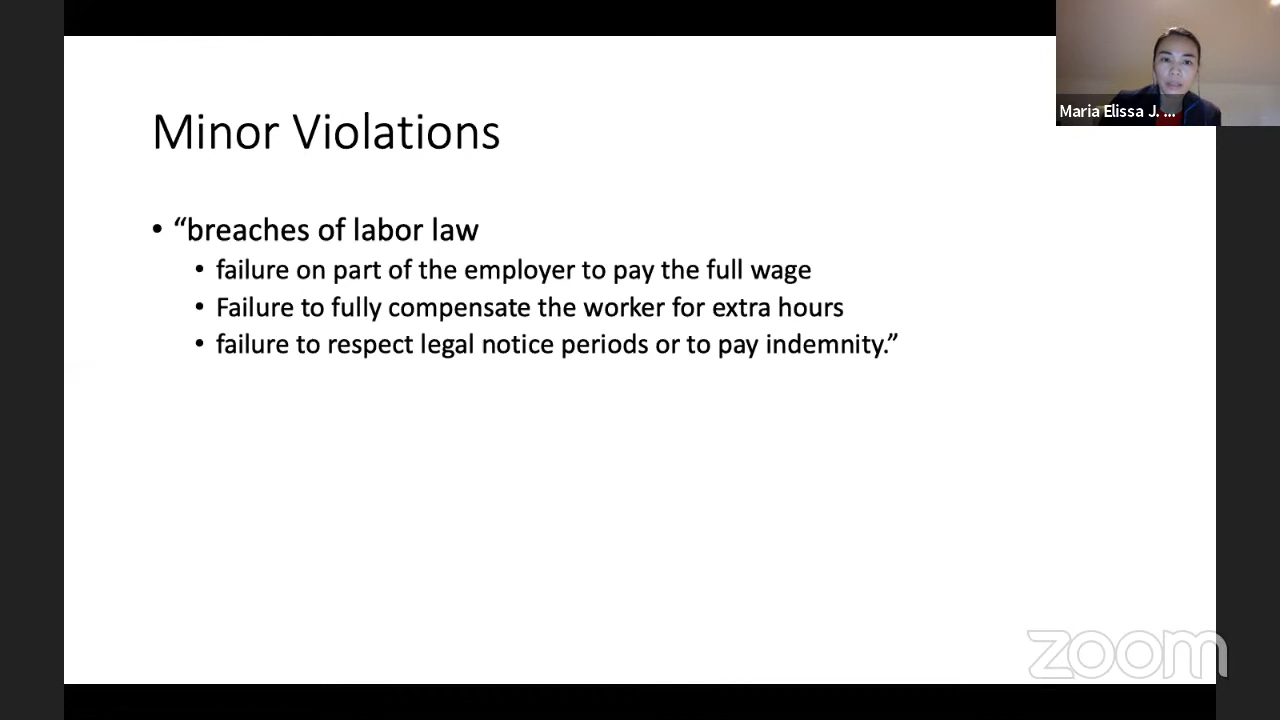 Maria Elissa J. ...
Minor Violations
• “breaches of labor law
• failure on part of the employer to pay the full wage
• Failure to fully compensate the worker for extra hours
• failure to respect legal notice periods or to pay indemnity.”
zoom